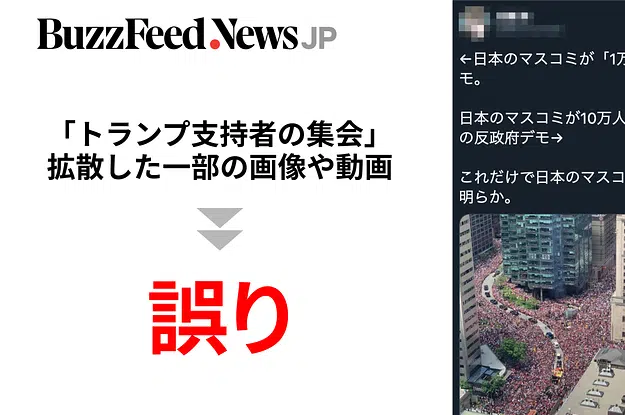 BuzzFeed.News JP
「トランプ支持者の集会」
拡散した一部の画像や動画
誤り
←日本のマスコミが「1万
モ。
日本のマスコミが10万人
の反政府デモ→
これだけで日本のマスコ
明らか。